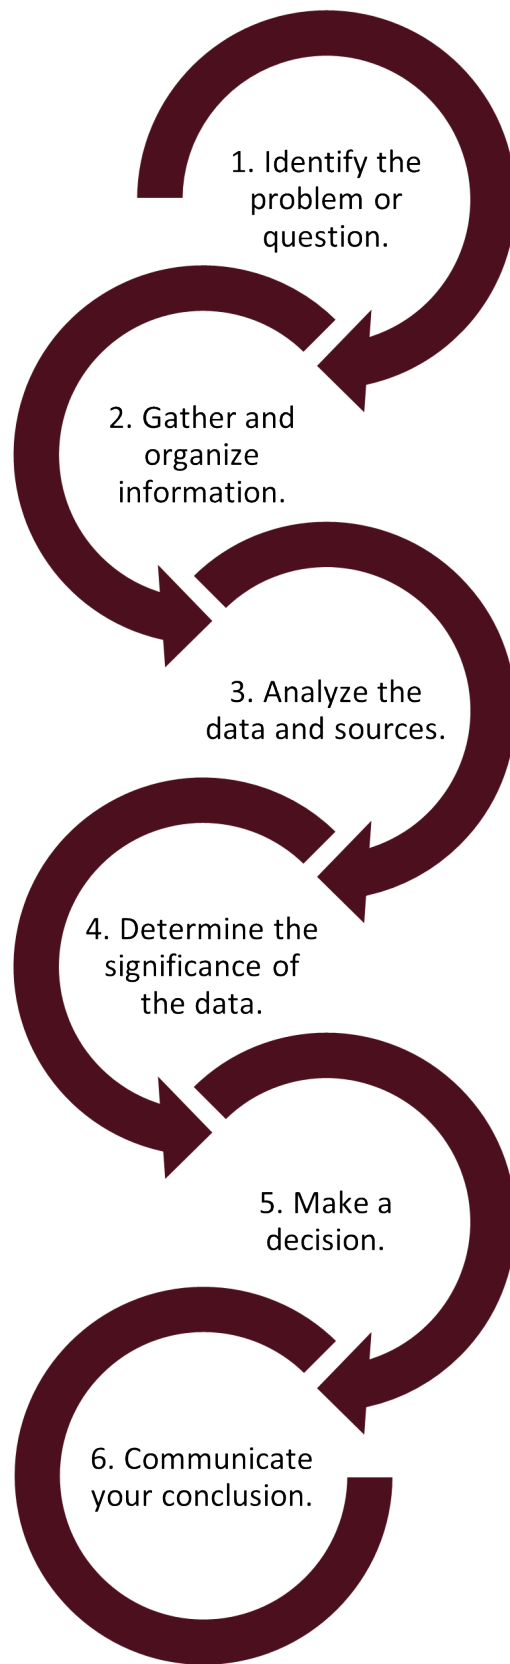 1. Identify the
problem or
question.
2. Gather and
organize
information.
3. Analyze the
data and sources.
4. Determine the
significance of
the data.
5. Make a
decision.
6. Communicate
your conclusion.